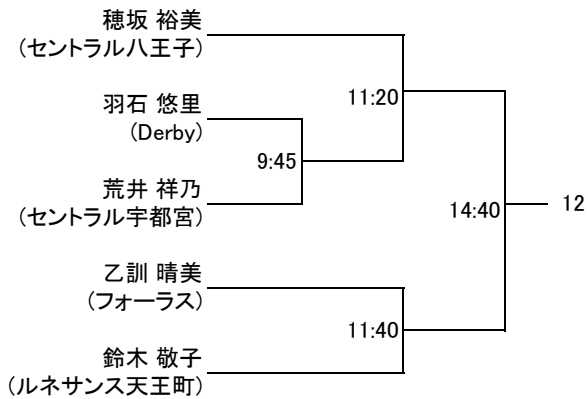 穂坂 裕美
(セントラル八王子)
11:20
羽石 悠里
(Derby)
9:45
荒井 祥乃
(セントラル宇都宮)
14:40
12
乙訓 晴美
(フォーラス)
11:40
鈴木 敬子
(ルネサンス天王町)